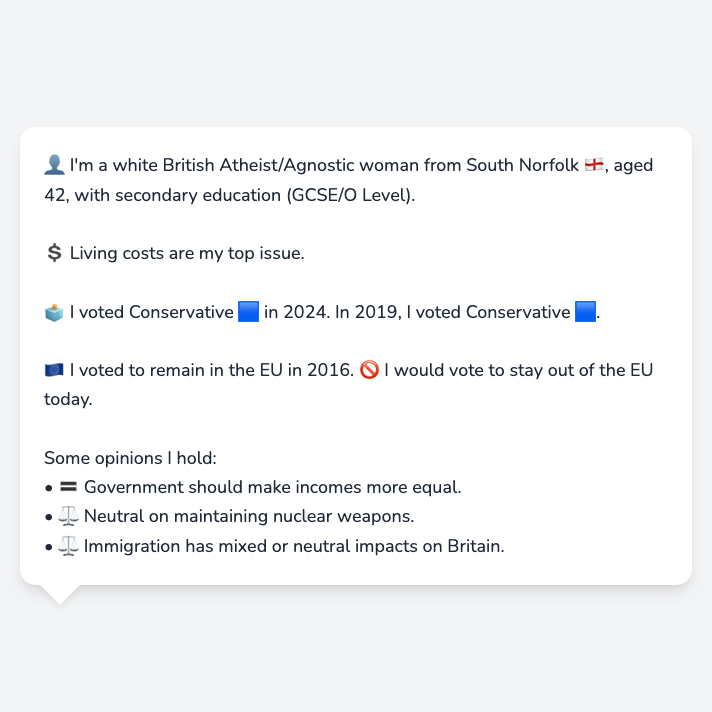 👤 I'm a white British Atheist/Agnostic woman from South Norfolk 🏴󠁧󠁢󠁥󠁮󠁧󠁿, aged
42, with secondary education (GCSE/O Level).
💲 Living costs are my top issue.
🗳️ I voted Conservative 🟦 in 2024. In 2019, I voted Conservative 🟦.
🇪🇺 I voted to remain in the EU in 2016. 🚫 I would vote to stay out of the EU
today.
Some opinions I hold:
• 🟰 Government should make incomes more equal.
• ⚖️ Neutral on maintaining nuclear weapons.
• ⚖️ Immigration has mixed or neutral impacts on Britain.